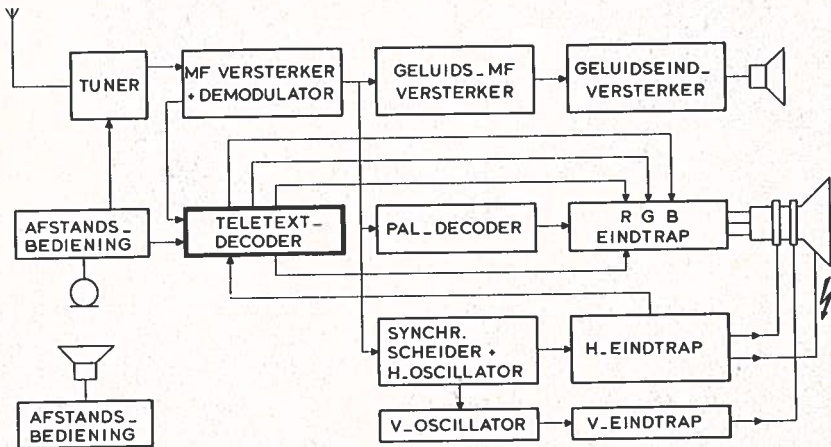 TUNER
MF VERSTERKER
+ DEMODULATOR
GELUIDS_MF
VERSTERKER
GELUIDSEIND_
VERSTERKER
AFSTANDS_
BEDIENING
TELETEXT_
DECODER
PAL_DECODER
R G B
EINDTRAP
SYNCHR.
SCHEIDER +
H_OSCILLATOR
H_EINDTRAP
AFSTANDS_
BEDIENING
V_OSCILLATOR
V_EINDTRAP